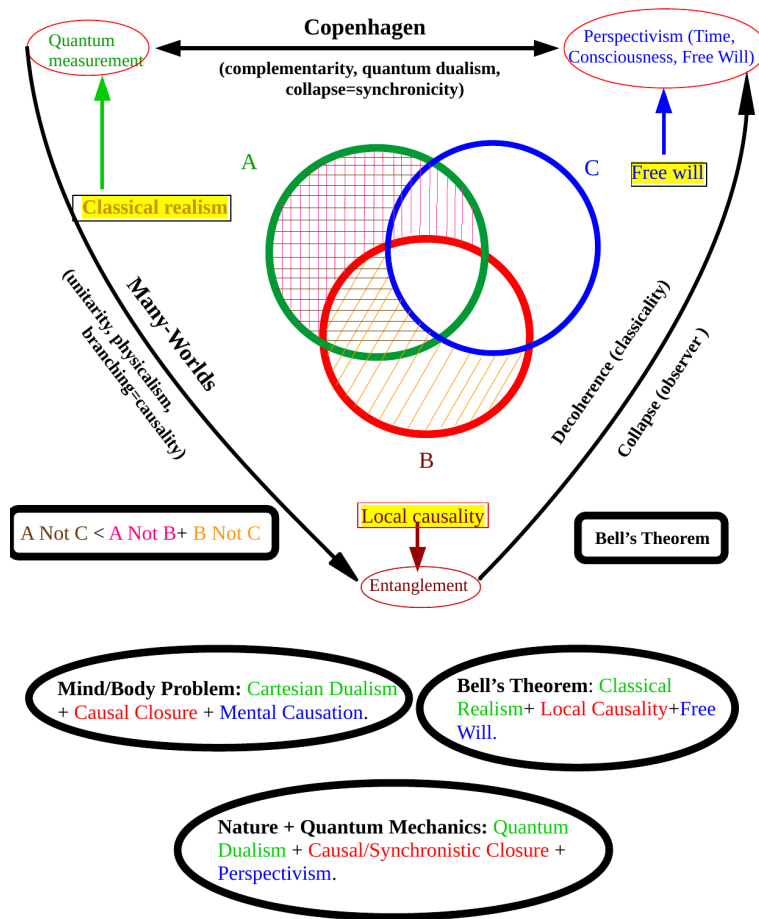 Copenhagen
Quantum
measurement
Perspectivism (Time,
Consciousness, Free Will)
(complementarity, quantum dualism,
collapse=synchronicity)
A
C
Free will
Classical realism
Many-Worlds
(unitarity, physicalism,
branching=causality)
Decoherence (classicality)
Collapse (observer )
B
Local causality
A Not C < A Not B+ B Not C
Bell's Theorem
Entanglement
Mind/Body Problem: Cartesian Dualism
+ Causal Closure + Mental Causation.
Bell's Theorem: Classical
Realism+ Local Causality+Free
Will.
Nature + Quantum Mechanics: Quantum
Dualism + Causal/Synchronistic Closure +
Perspectivism.